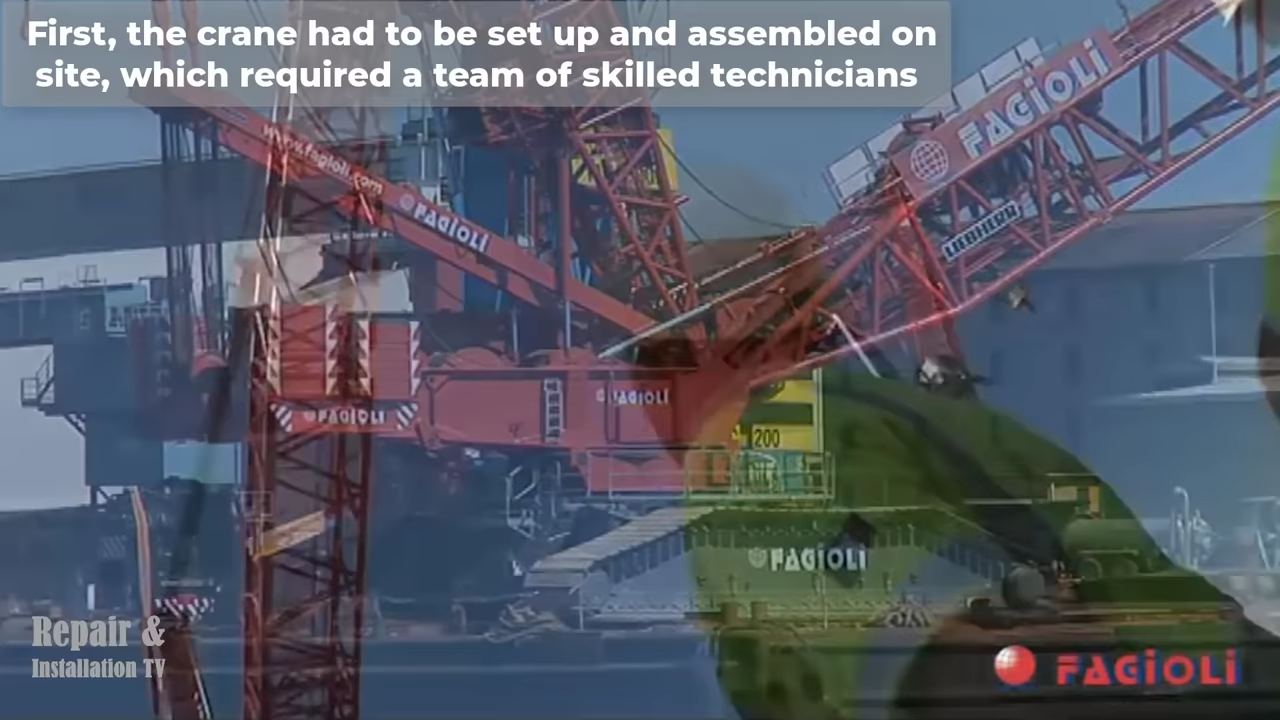 First, the crane had to be set up and assembled on
site, which required a team of skilled technicians
www.fagioli.com
FAGIOLI
FAGIOLI
LIEBHERR
FAGIOLI
FAGIOLI
200
FAGIOLI
Repair &
Installation TV
FAGIOLI